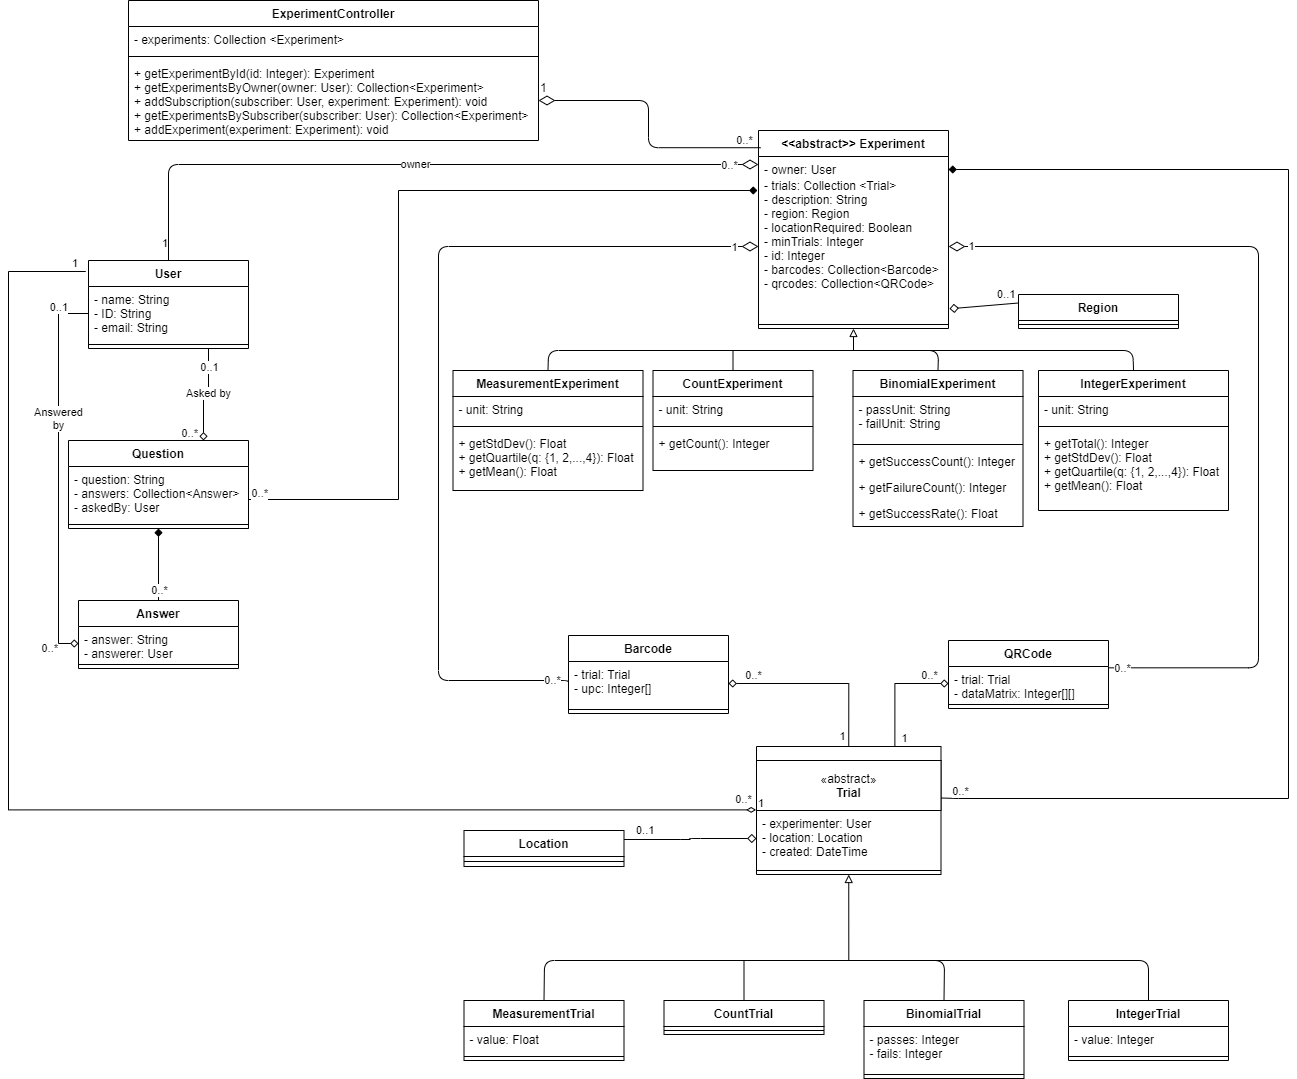 ExperimentController
- experiments: Collection <Experiment>
+ getExperimentById(id: Integer): Experiment
+ getExperimentsByOwner(owner: User): Collection<Experiment>
+ addSubscription(subscriber: User, experiment: Experiment): void
+ getExperimentsBySubscriber(subscriber: User): Collection<Experiment>
+ addExperiment(experiment: Experiment): void
1
0..*
<<abstract>> Experiment
- owner: User
- trials: Collection <Trial>
- description: String
- region: Region
- locationRequired: Boolean
- minTrials: Integer
- id: Integer
- barcodes: Collection<Barcode>
- qrcodes: Collection<QRCode>
owner
0..*
1
1
1
1
0..1
Region
User
- name: String
- ID: String
- email: String
0..1
0..1
Asked by
0..*
Answered
by
Question
- question: String
- answers: Collection<Answer>
- askedBy: User
0..*
0..*
Answer
- answer: String
- answerer: User
0..*
MeasurementExperiment
- unit: String
+ getStdDev(): Float
+ getQuartile(q: {1, 2,...,4}): Float
+ getMean(): Float
CountExperiment
- unit: String
+ getCount(): Integer
BinomialExperiment
- passUnit: String
- failUnit: String
+ getSuccessCount(): Integer
+ getFailureCount(): Integer
+ getSuccessRate(): Float
IntegerExperiment
- unit: String
+ getTotal(): Integer
+ getStdDev(): Float
+ getQuartile(q: {1, 2,...,4}): Float
+ getMean(): Float
0..*
Barcode
- trial: Trial
- upc: Integer[]
0..*
1
QRCode
- trial: Trial
- dataMatrix: Integer[][]
0..*
0..*
1
«abstract»
Trial
- experimenter: User
- location: Location
- created: DateTime
0..*
1
0..*
0..1
Location
MeasurementTrial
- value: Float
CountTrial
BinomialTrial
- passes: Integer
- fails: Integer
IntegerTrial
- value: Integer